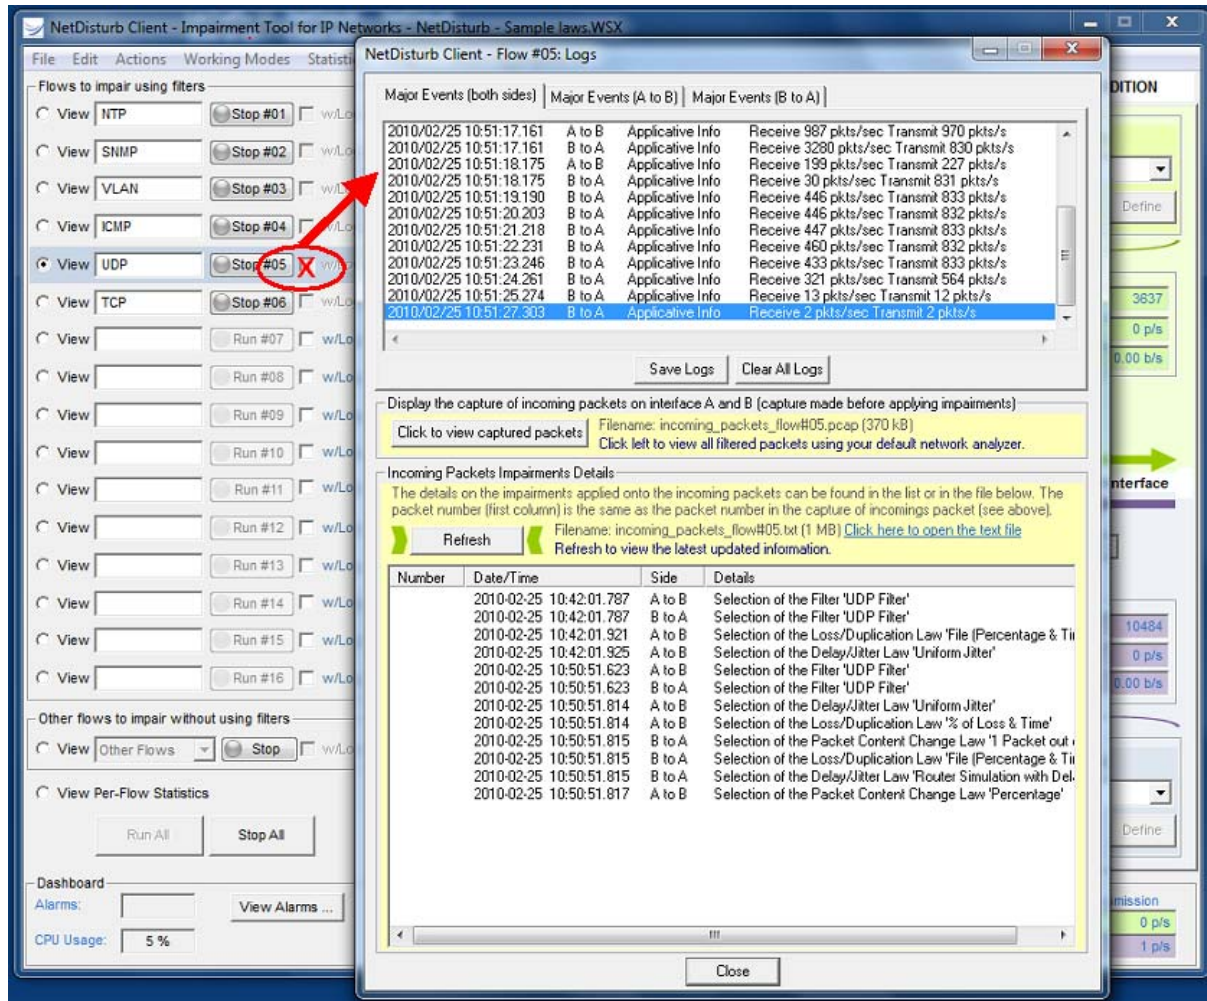 NetDisturb Client - Impairment Tool for IP Networks - NetDisturb - Sample laws.WSX
File Edit Actions Working Modes Statisti
Flows to impair using filters
View NTP Stop #01 w/Lo
View SNMP Stop #02 w/Lo
View VLAN Stop #03
View ICMP Stop #04
View UDP Stop #05 X w/Lo
View TCP Stop #06 w/Lo
View Run #07 w/Lo
View Run #08 w/Lo
View Run #09 w/Lo
View Run #10 w/Lo
View Run #11 w/Lo
View Run #12 w/Lo
View Run #13 w/Lo
View Run #14 w/Lo
View Run #15 w/Lo
View Run #16 w/Lo
Other flows to impair without using filters
View Other Flows Stop w/Lo
View Per-Flow Statistics
Run All Stop All
Dashboard
Alarms: View Alarms ...
CPU Usage: 5 %
NetDisturb Client - Flow #05: Logs
Major Events (both sides) Major Events (A to B) Major Events (B to A)
2010/02/25 10:51:17.161 A to B Applicative Info Receive 987 pkts/sec Transmit 970 pkts/s
2010/02/25 10:51:17.161 B to A Applicative Info Receive 3280 pkts/sec Transmit 830 pkts/s
2010/02/25 10:51:18.175 A to B Applicative Info Receive 199 pkts/sec Transmit 227 pkts/s
2010/02/25 10:51:18.175 B to A Applicative Info Receive 30 pkts/sec Transmit 831 pkts/s
2010/02/25 10:51:19.190 B to A Applicative Info Receive 446 pkts/sec Transmit 833 pkts/s
2010/02/25 10:51:20.203 B to A Applicative Info Receive 446 pkts/sec Transmit 832 pkts/s
2010/02/25 10:51:21.218 B to A Applicative Info Receive 447 pkts/sec Transmit 833 pkts/s
2010/02/25 10:51:22.231 B to A Applicative Info Receive 460 pkts/sec Transmit 832 pkts/s
2010/02/25 10:51:23.246 B to A Applicative Info Receive 433 pkts/sec Transmit 833 pkts/s
2010/02/25 10:51:24.261 B to A Applicative Info Receive 321 pkts/sec Transmit 564 pkts/s
2010/02/25 10:51:25.274 B to A Applicative Info Receive 13 pkts/sec Transmit 12 pkts/s
2010/02/25 10:51:27.303 B to A Applicative Info Receive 2 pkts/sec Transmit 2 pkts/s
Save Logs Clear All Logs
Display the capture of incoming packets on interface A and B (capture made before applying impairments)
Click to view captured packets
Filename: incoming_packets_flow#05.pcap (370 kB)
Click left to view all filtered packets using your default network analyzer.
Incoming Packets Impairments Details
The details on the impairments applied onto the incoming packets can be found in the list or in the file below. The
packet number (first column) is the same as the packet number in the capture of incomings packet (see above).
Refresh
Filename: incoming_packets_flow#05.txt (1 MB) Click here to open the text file
Refresh to view the latest updated information.
Number Date/Time Side Details
2010-02-25 10:42:01.787 A to B Selection of the Filter 'UDP Filter'
2010-02-25 10:42:01.787 B to A Selection of the Filter 'UDP Filter'
2010-02-25 10:42:01.921 A to B Selection of the Loss/Duplication Law 'File (Percentage & Ti
2010-02-25 10:42:01.925 A to B Selection of the Delay/Jitter Law 'Uniform Jitter'
2010-02-25 10:50:51.623 A to B Selection of the Filter 'UDP Filter'
2010-02-25 10:50:51.623 B to A Selection of the Filter 'UDP Filter'
2010-02-25 10:50:51.814 A to B Selection of the Delay/Jitter Law 'Uniform Jitter'
2010-02-25 10:50:51.814 A to B Selection of the Loss/Duplication Law '% of Loss & Time'
2010-02-25 10:50:51.815 B to A Selection of the Packet Content Change Law '1 Packet out
2010-02-25 10:50:51.815 B to A Selection of the Loss/Duplication Law 'File (Percentage & Ti
2010-02-25 10:50:51.815 B to A Selection of the Delay/Jitter Law 'Router Simulation with Del
2010-02-25 10:50:51.817 A to B Selection of the Packet Content Change Law 'Percentage'
Close
DITION
Define
3637
0 p/s
0.00 b/s
nterface
10484
0 p/s
0.00 b/s
Define
mission
0 p/s
1 p/s